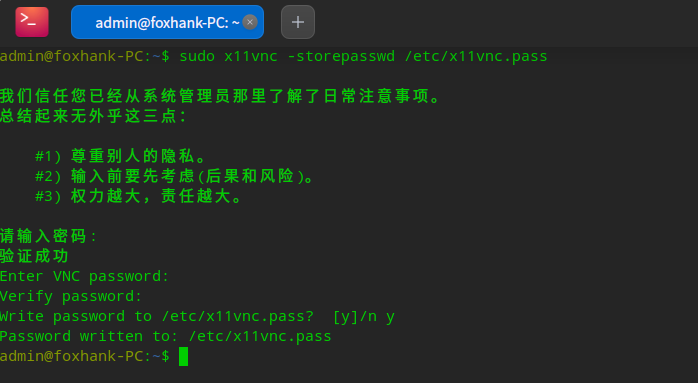 admin@foxhank-PC: ~
admin@foxhank-PC:~$ sudo x11vnc -storepasswd /etc/x11vnc.pass
我们信任您已经从系统管理员那里了解了日常注意事项。
总结起来无外乎这三点：
#1) 尊重别人的隐私。
#2) 输入前要先考虑(后果和风险)。
#3) 权力越大，责任越大。
请输入密码:
验证成功
Enter VNC password:
Verify password:
Write password to /etc/x11vnc.pass?  [y]/n y
Password written to: /etc/x11vnc.pass
admin@foxhank-PC:~$